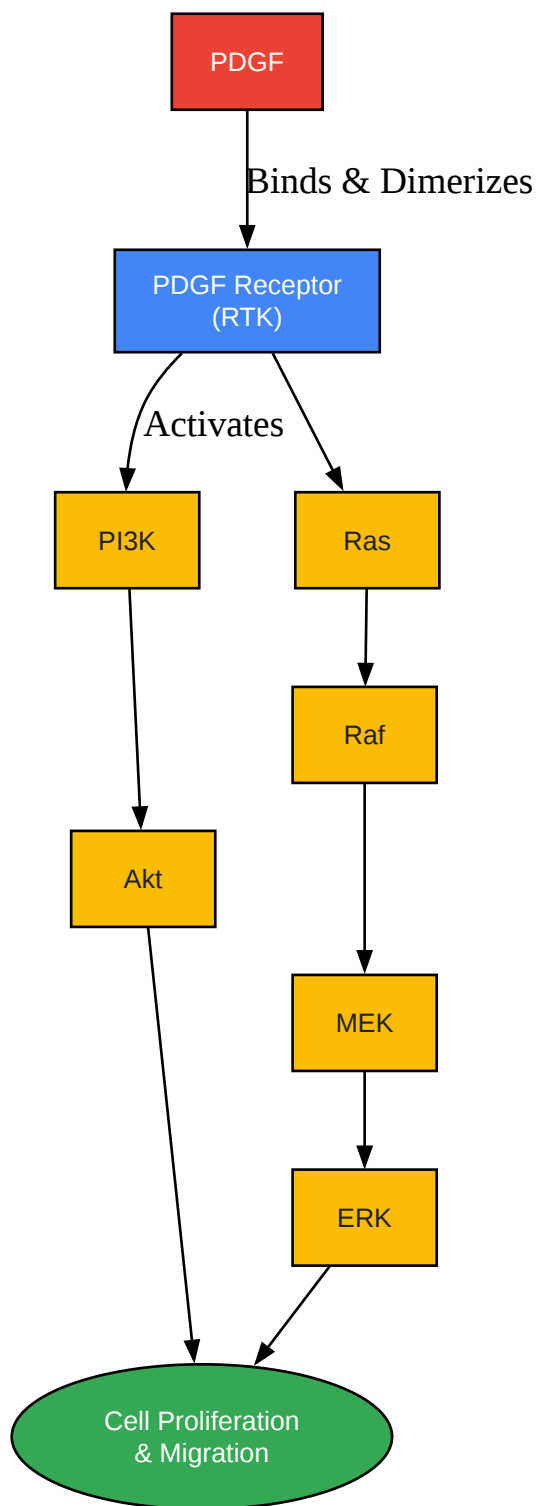 PDGF
Binds & Dimerizes
PDGF Receptor
(RTK)
Activates
PI3K
Ras
Raf
Akt
MEK
ERK
Cell Proliferation
& Migration